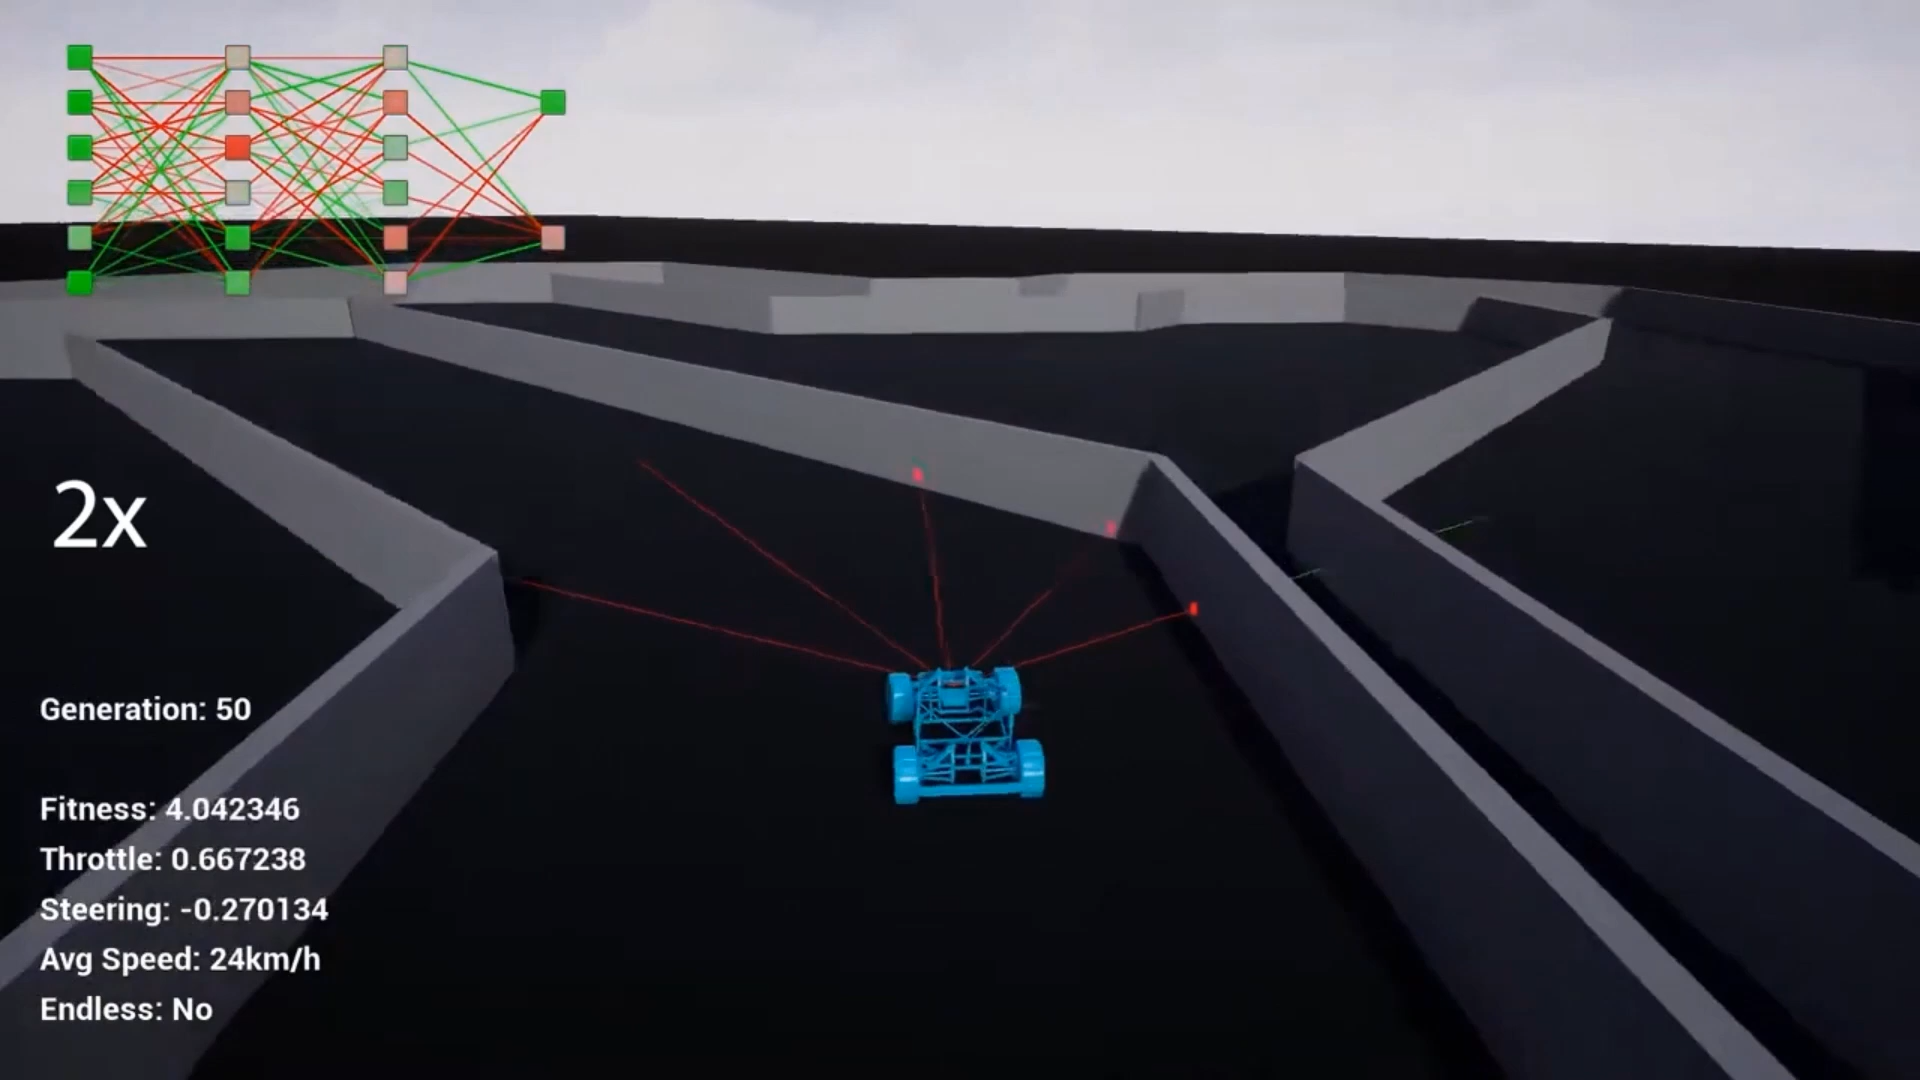 2x
Generation: 50
Fitness: 4.042346
Throttle: 0.667238
Steering: -0.270134
Avg Speed: 24km/h
Endless: No